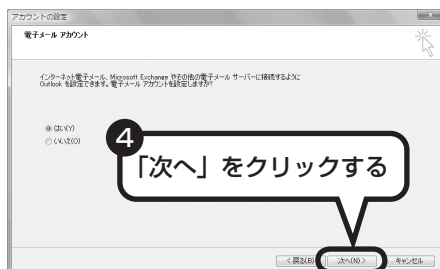 アカウントの設定
電子メール アカウント
インターネット電子メール、Microsoft Exchange やその他の電子メール サーバーに接続するように
Outlook を設定できます。電子メール アカウントを設定しますか?
はい(Y)
いいえ(O)
4
「次へ」をクリックする
< 戻る(B)
次へ(N) >
キャンセル